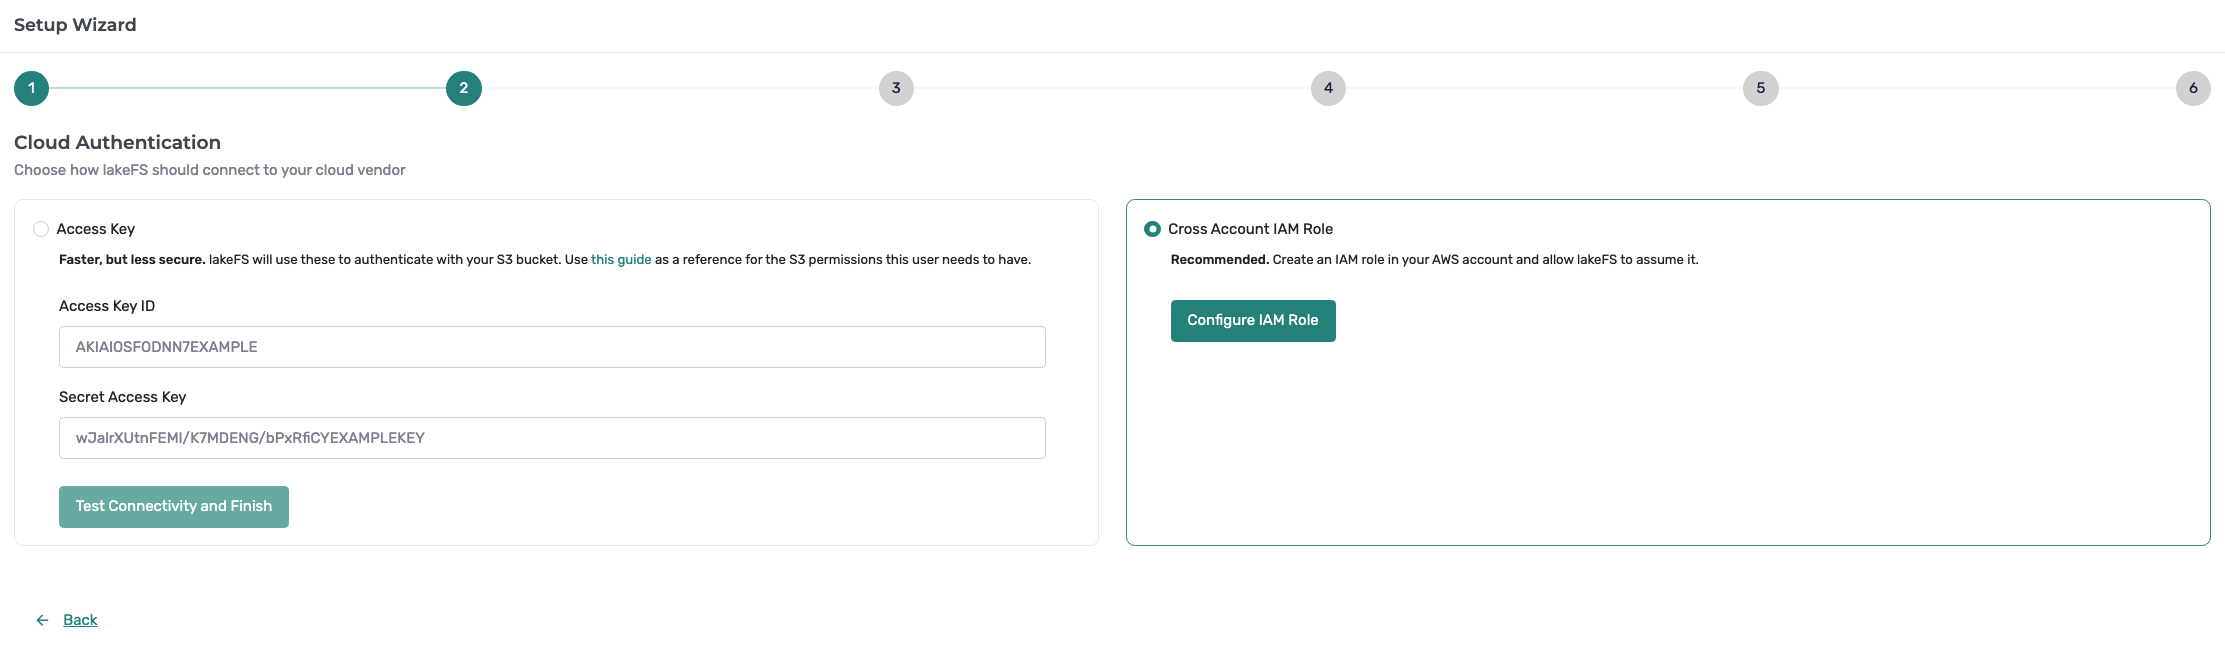 Setup Wizard
1 2 3 4 5 6
Cloud Authentication
Choose how lakeFS should connect to your cloud vendor
Access Key
Faster, but less secure. lakeFS will use these to authenticate with your S3 bucket. Use this guide as a reference for the S3 permissions this user needs to have.
Access Key ID
AKIAIOSFODNN7EXAMPLE
Secret Access Key
wJalrXUtnFEMI/K7MDENG/bPxRfiCYEXAMPLEKEY
Test Connectivity and Finish
Cross Account IAM Role
Recommended. Create an IAM role in your AWS account and allow lakeFS to assume it.
Configure IAM Role
Back